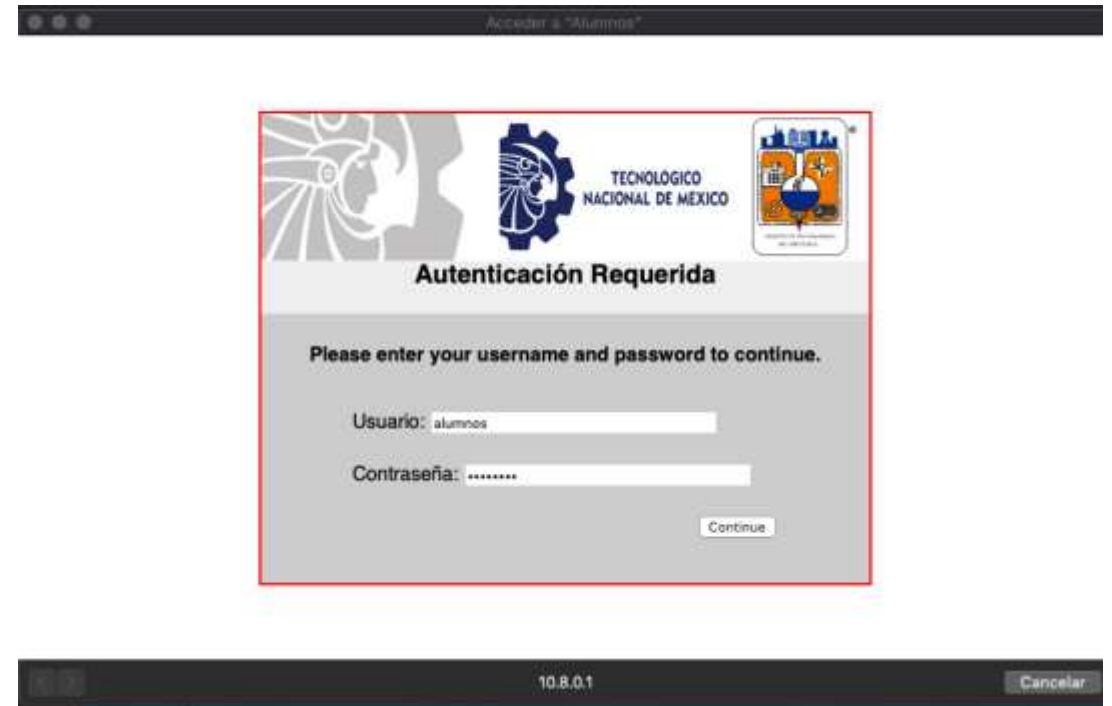 Acceder a "Alumnos"
TECNOLÓGICO
NACIONAL DE MÉXICO
®
Autenticación Requerida
Please enter your username and password to continue.
Usuario: alumnos
Contraseña: ••••••••
Continue
10.8.0.1
Cancelar